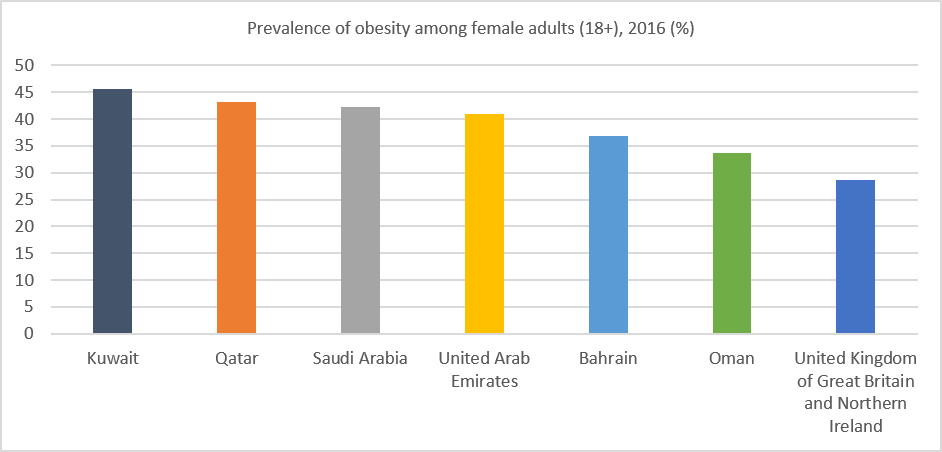 Prevalence of obesity among female adults (18+), 2016 (%)
50
45
40
35
30
25
20
15
10
5
0
Kuwait
Qatar
Saudi Arabia
United Arab
Emirates
Bahrain
Oman
United Kingdom
of Great Britain
and Northern
Ireland